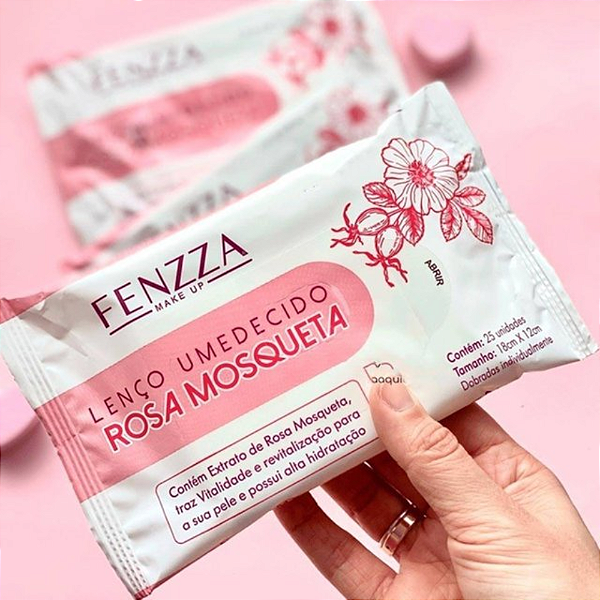 FENZZA
FENZZA
MAKE UP
LENÇO UMEDECIDO
ROSA MOSQUETA
Contém Extrato de Rosa Mosqueta,
traz Vitalidade e revitalização para
a sua pele e possui alta hidratação
ABRIR
Contém: 25 unidades
Tamanho: 18cm X 12cm
Dobradas individualmente